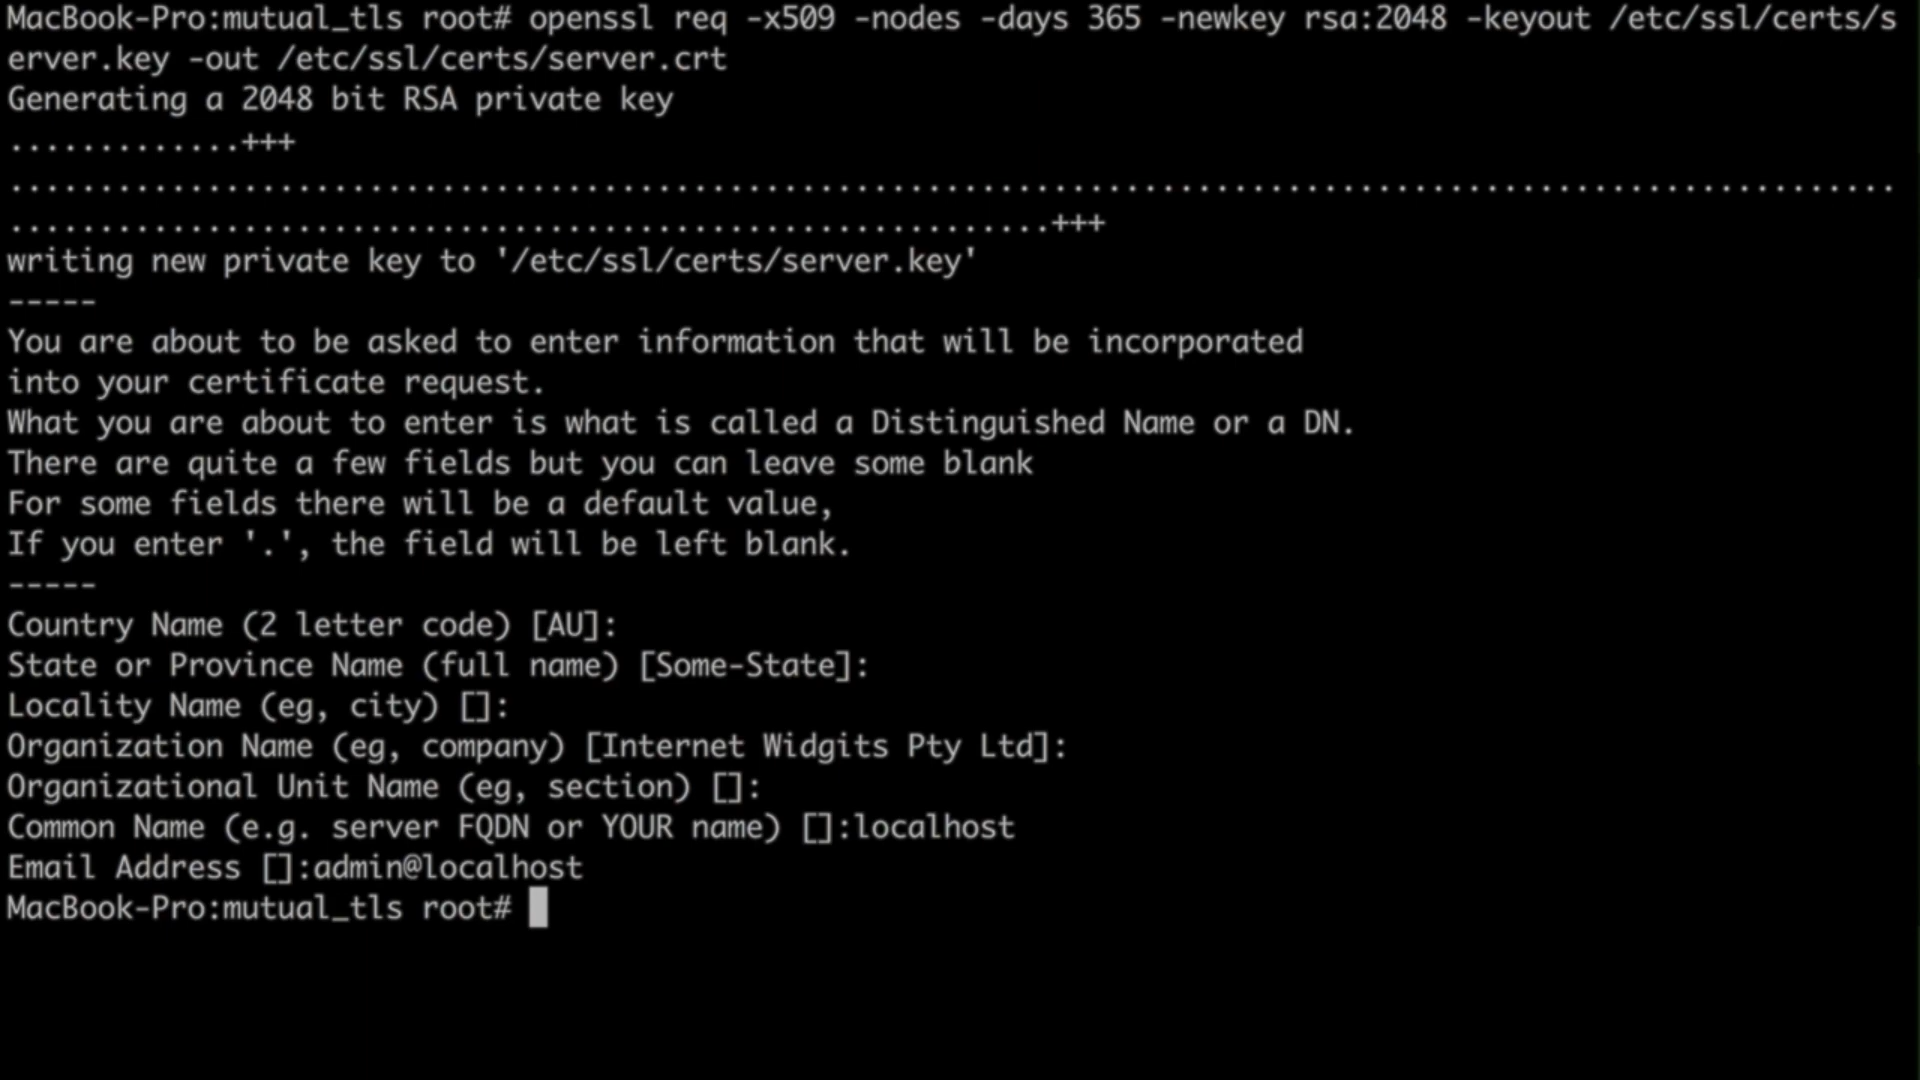 MacBook-Pro:mutual_tls root# openssl req -x509 -nodes -days 365 -newkey rsa:2048 -keyout /etc/ssl/certs/s
erver.key -out /etc/ssl/certs/server.crt
Generating a 2048 bit RSA private key
.............+++
.........................................................................................................
..........................................................+++
writing new private key to '/etc/ssl/certs/server.key'
-----
You are about to be asked to enter information that will be incorporated
into your certificate request.
What you are about to enter is what is called a Distinguished Name or a DN.
There are quite a few fields but you can leave some blank
For some fields there will be a default value,
If you enter '.', the field will be left blank.
-----
Country Name (2 letter code) [AU]:
State or Province Name (full name) [Some-State]:
Locality Name (eg, city) []:
Organization Name (eg, company) [Internet Widgits Pty Ltd]:
Organizational Unit Name (eg, section) []:
Common Name (e.g. server FQDN or YOUR name) []:localhost
Email Address []:admin@localhost
MacBook-Pro:mutual_tls root#